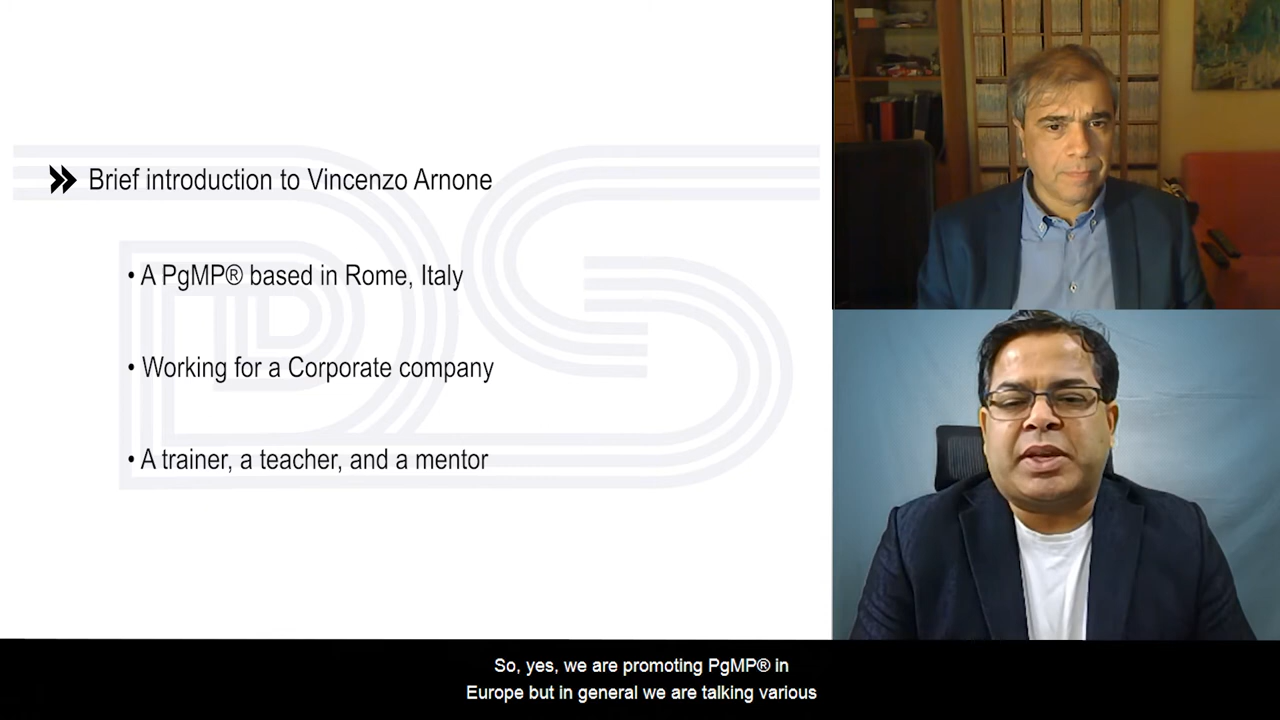 Brief introduction to Vincenzo Arnone
• A PgMP® based in Rome, Italy
• Working for a Corporate company
• A trainer, a teacher, and a mentor
So, yes, we are promoting PgMP® in
Europe but in general we are talking various